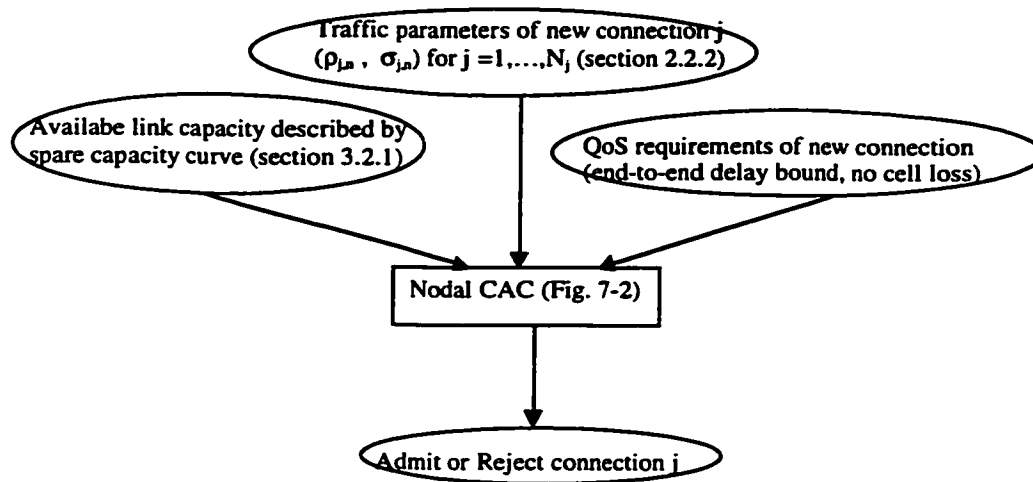 Traffic parameters of new connection j
(ρj,n , σj,n) for j =1,…,Nj (section 2.2.2)
Availabe link capacity described by
spare capacity curve (section 3.2.1)
QoS requirements of new connection
(end-to-end delay bound, no cell loss)
Nodal CAC (Fig. 7-2)
Admit or Reject connection j